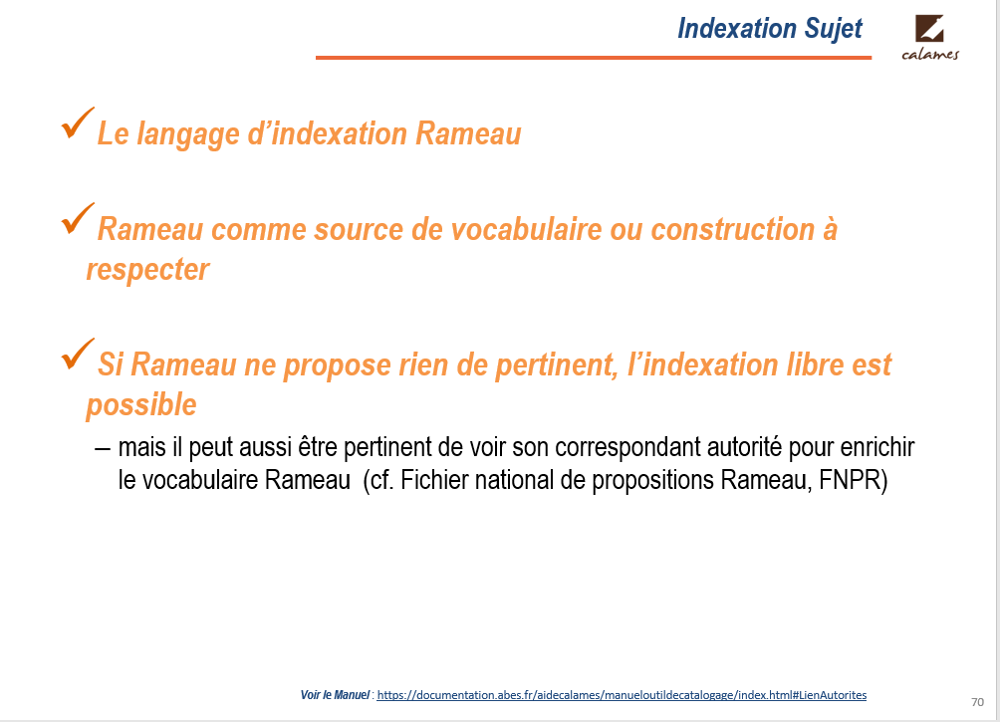 Indexation Sujet
calames
Le langage d’indexation Rameau
Rameau comme source de vocabulaire ou construction à
respecter
Si Rameau ne propose rien de pertinent, l’indexation libre est
possible
– mais il peut aussi être pertinent de voir son correspondant autorité pour enrichir
le vocabulaire Rameau  (cf. Fichier national de propositions Rameau, FNPR)
Voir le Manuel : https://documentation.abes.fr/aidecalames/manueloutildecatalogage/index.html#LienAutorites
70